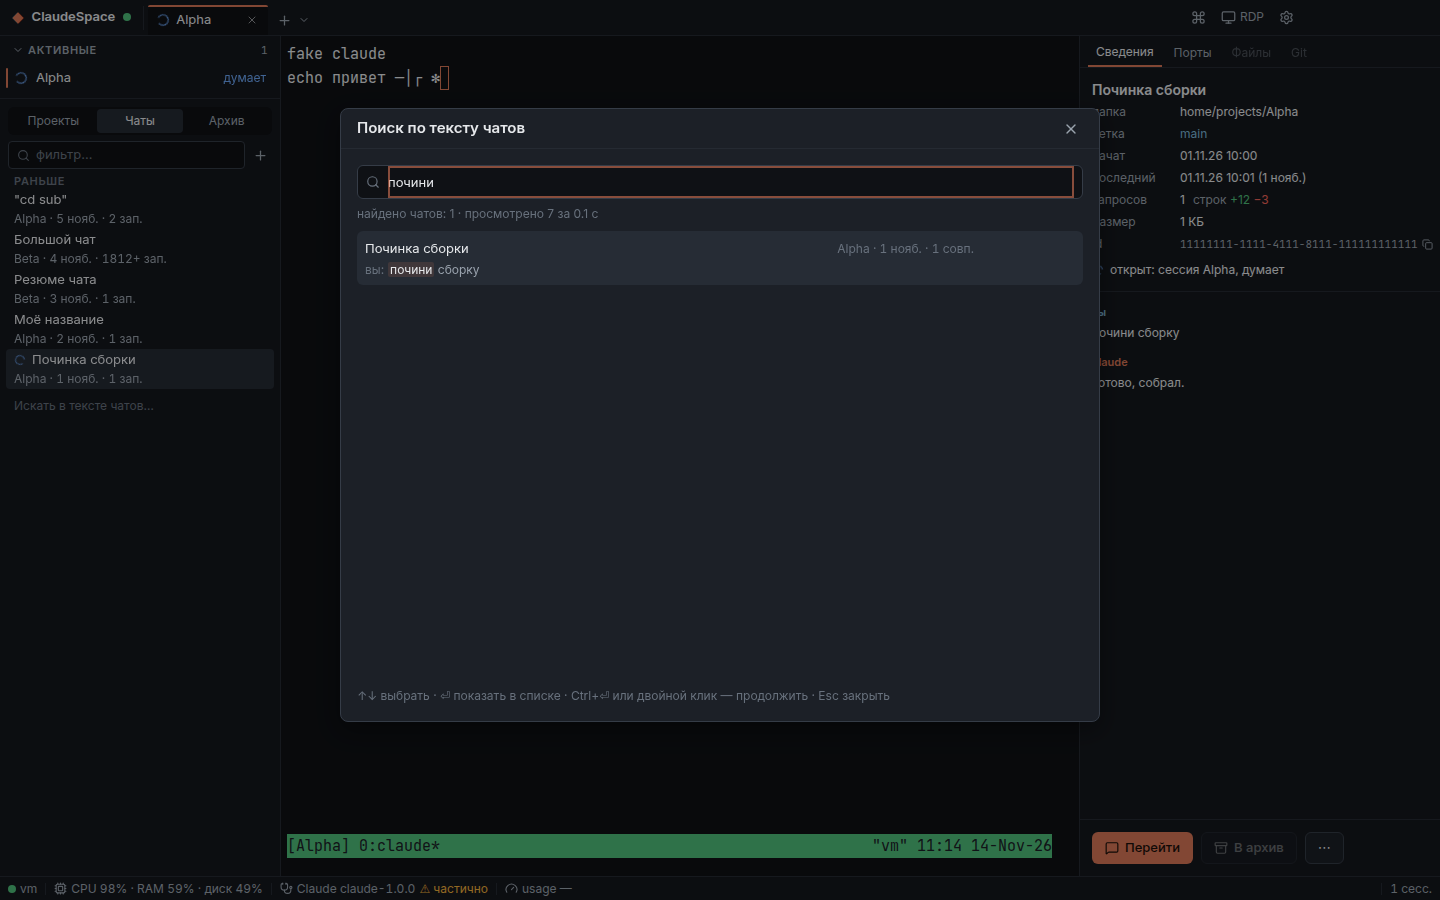 ClaudeSpace
Alpha
RDP
АКТИВНЫЕ 1
Alpha думает
Проекты Чаты Архив
фильтр...
РАНЬШЕ
"cd sub"
Alpha · 5 нояб. · 2 зап.
Большой чат
Beta · 4 нояб. · 1812+ зап.
Резюме чата
Beta · 3 нояб. · 1 зап.
Моё название
Alpha · 2 нояб. · 1 зап.
Починка сборки
Alpha · 1 нояб. · 1 зап.
Искать в тексте чатов...
fake claude
echo привет ─│┌ ✻
Поиск по тексту чатов
почини
найдено чатов: 1 · просмотрено 7 за 0.1 с
Починка сборки Alpha · 1 нояб. · 1 совп.
вы: почини сборку
↑↓ выбрать · ⏎ показать в списке · Ctrl+⏎ или двойной клик — продолжить · Esc закрыть
[Alpha] 0:claude* "vm" 11:14 14-Nov-26
Сведения Порты Файлы Git
Починка сборки
апка home/projects/Alpha
етка main
ачат 01.11.26 10:00
оследний 01.11.26 10:01 (1 нояб.)
апросов 1 строк +12 −3
азмер 1 КБ
11111111-1111-4111-8111-111111111111
открыт: сессия Alpha, думает
ы
очини сборку
laude
отово, собрал.
Перейти В архив ···
vm CPU 98% · RAM 59% · диск 49% Claude claude-1.0.0 ⚠ частично usage — 1 сесс.